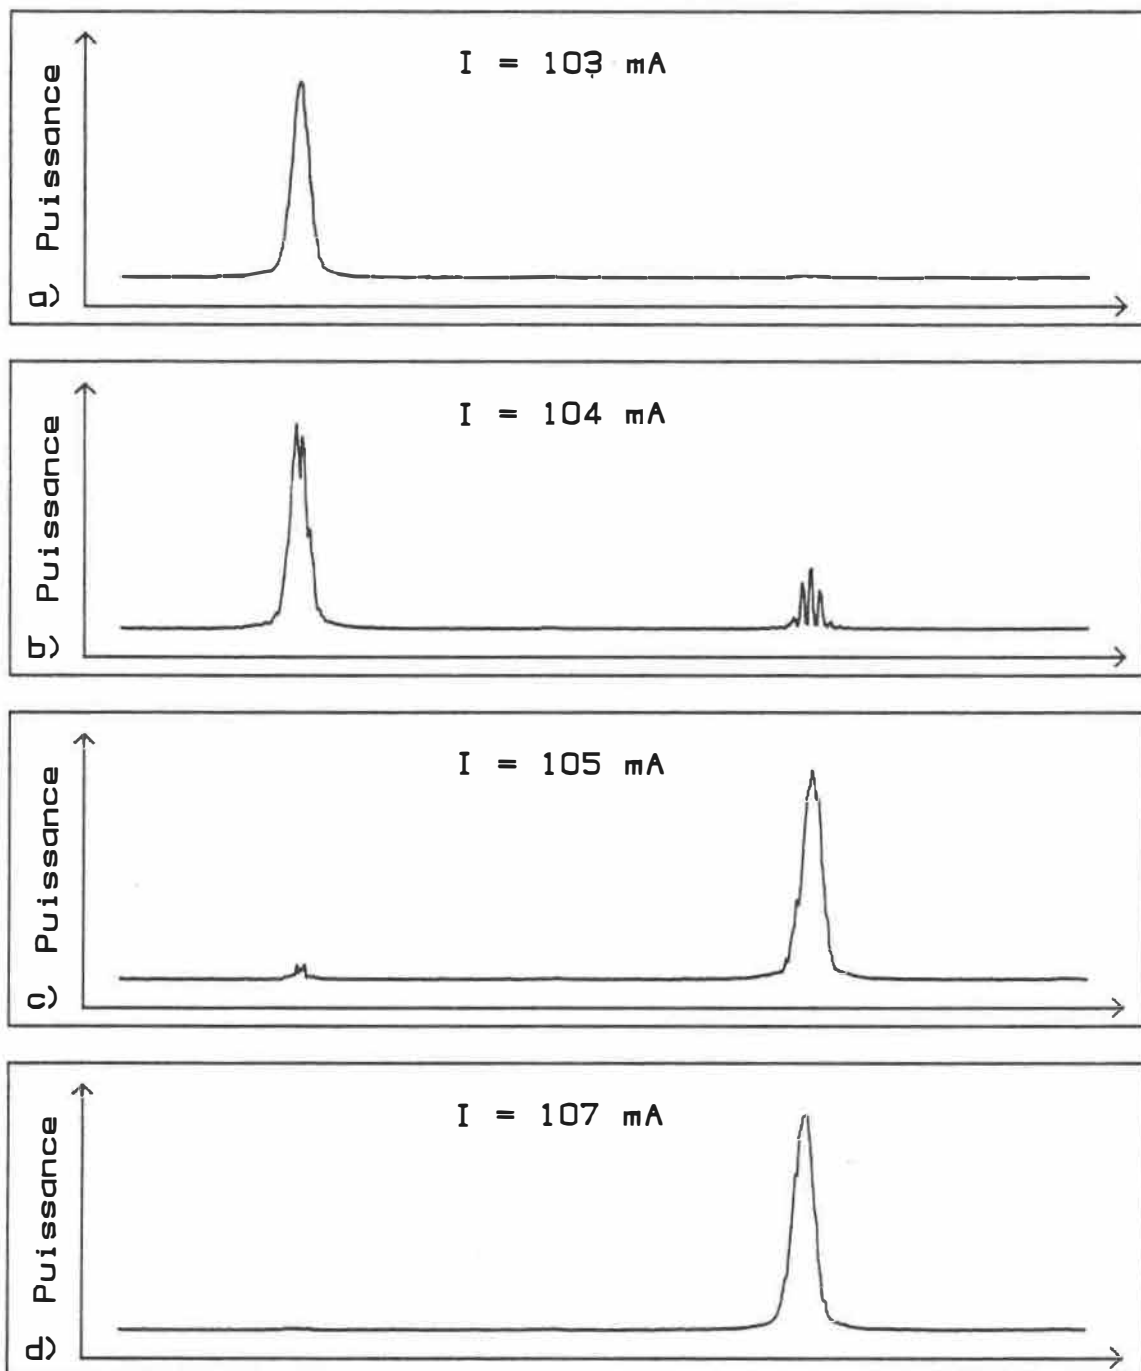 I = 103 mA
a) Puissance
I = 104 mA
b) Puissance
I = 105 mA
c) Puissance
I = 107 mA
d) Puissance